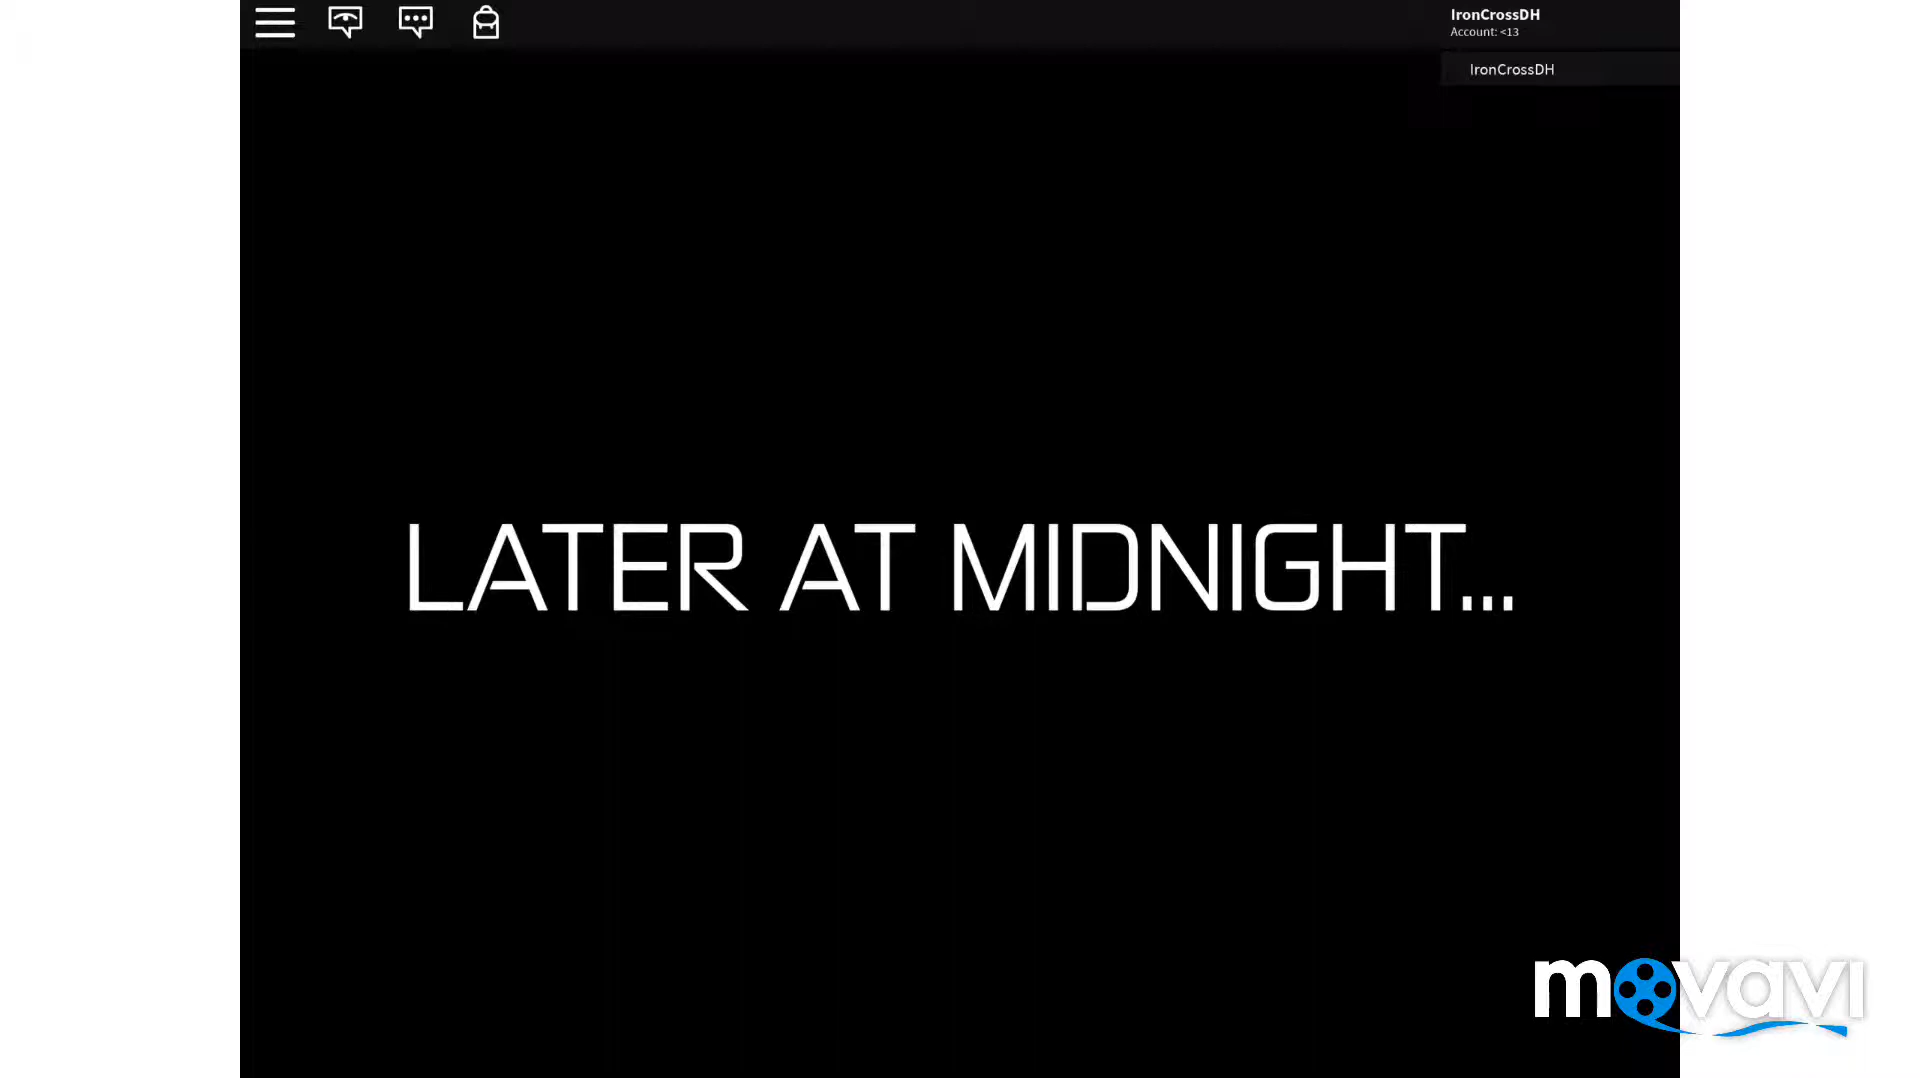 IronCrossDH
Account: <13
IronCrossDH
LATER AT MIDNIGHT...
movavi